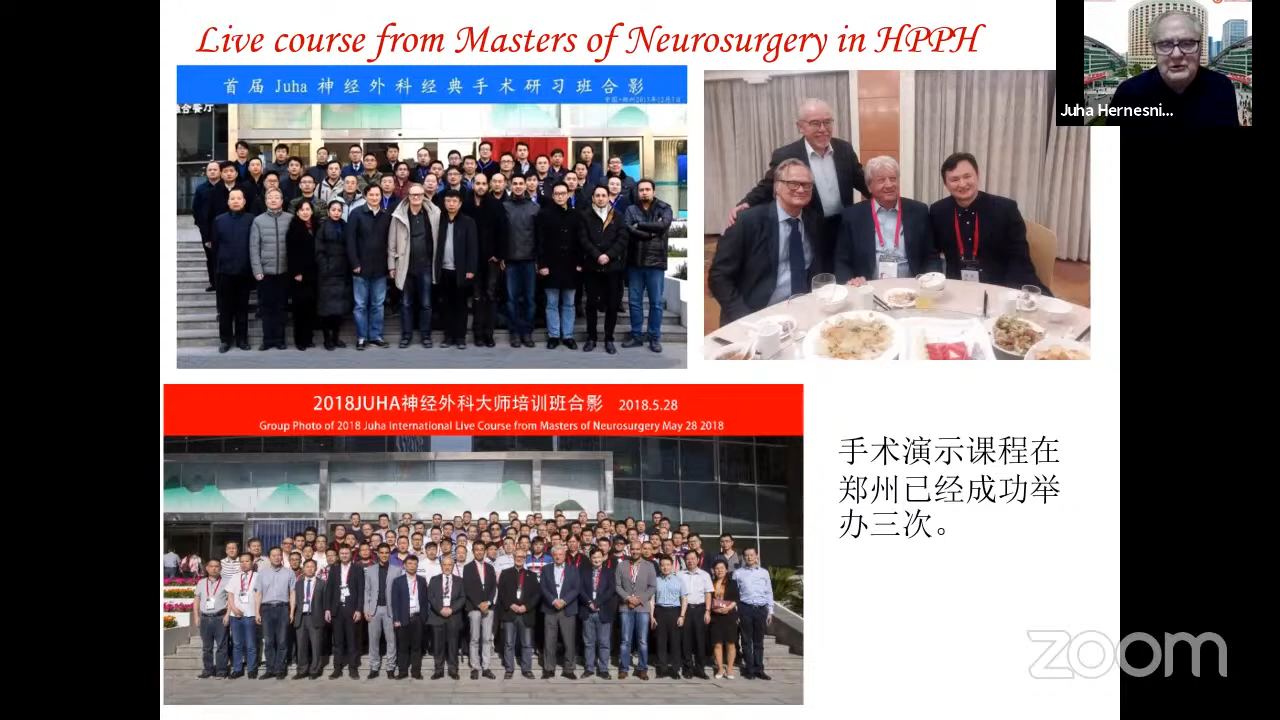 Live course from Masters of Neurosurgery in HPPH
首届Juha神经外科经典手术研习班合影
Juha Hernesni...
2018JUHA神经外科大师培训班合影 2018.5.28
Group Photo of 2018 Juha International Live Course from Masters of Neurosurgery May 28 2018
手术演示课程在
郑州已经成功举
办三次。
zoom